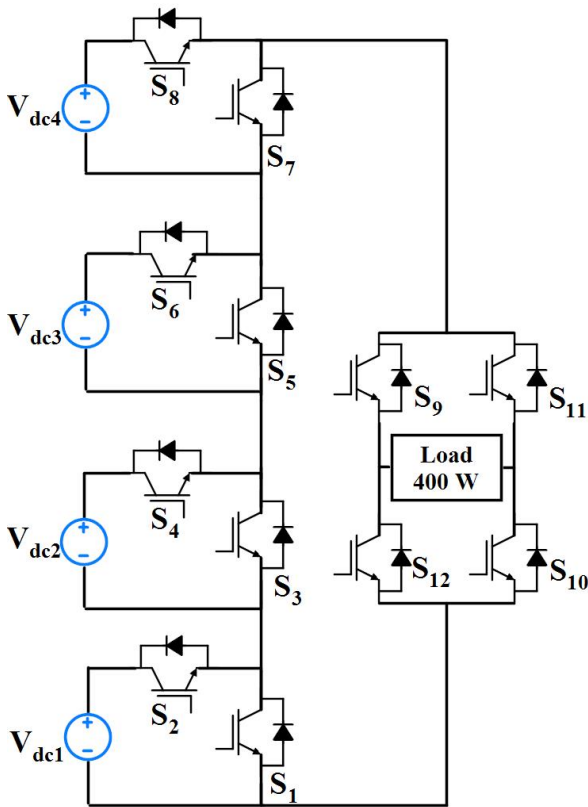 S8
Vdc4
S7
S6
Vdc3
S5
S9
S11
Load
400 W
S4
Vdc2
S3
S12
S10
S2
Vdc1
S1